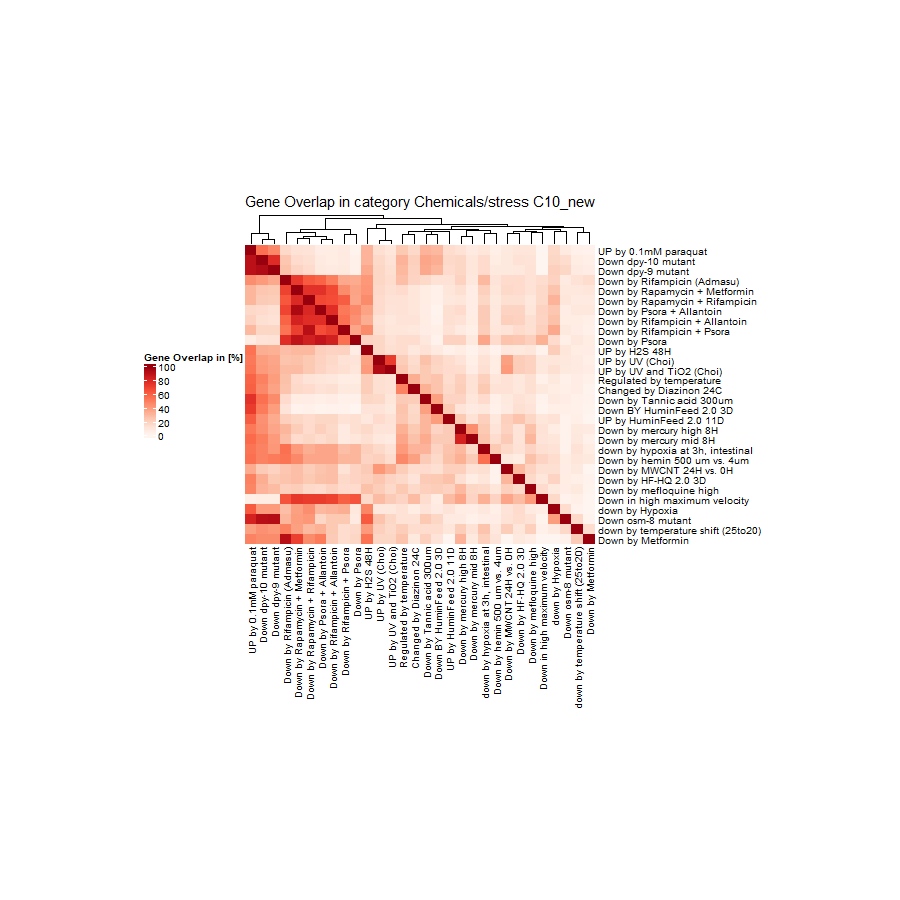 Gene Overlap in category Chemicals/stress C10_new
UP by 0.1mM paraquat
Down dpy-10 mutant
Down dpy-9 mutant
Down by Rifampicin (Admasu)
Down by Rapamycin + Metformin
Down by Rapamycin + Rifampicin
Down by Psora + Allantoin
Down by Rifampicin + Allantoin
Down by Rifampicin + Psora
Down by Psora
UP by H2S 48H
UP by UV (Choi)
UP by UV and TiO2 (Choi)
Regulated by temperature
Changed by Diazinon 24C
Down by Tannic acid 300um
Down BY HuminFeed 2.0 3D
UP by HuminFeed 2.0 11D
Down by mercury high 8H
Down by mercury mid 8H
down by hypoxia at 3h, intestinal
Down by hemin 500 um vs. 4um
Down by MWCNT 24H vs. 0H
Down by HF-HQ 2.0 3D
Down by mefloquine high
Down in high maximum velocity
down by Hypoxia
Down osm-8 mutant
down by temperature shift (25to20)
Down by Metformin
Gene Overlap in [%]
100
80
60
40
20
0
UP by 0.1mM paraquat
Down dpy-10 mutant
Down dpy-9 mutant
Down by Rifampicin (Admasu)
Down by Rapamycin + Metformin
Down by Rapamycin + Rifampicin
Down by Psora + Allantoin
Down by Rifampicin + Allantoin
Down by Rifampicin + Psora
Down by Psora
UP by H2S 48H
UP by UV (Choi)
UP by UV and TiO2 (Choi)
Regulated by temperature
Changed by Diazinon 24C
Down by Tannic acid 300um
Down BY HuminFeed 2.0 3D
UP by HuminFeed 2.0 11D
Down by mercury high 8H
Down by mercury mid 8H
down by hypoxia at 3h, intestinal
Down by hemin 500 um vs. 4um
Down by MWCNT 24H vs. 0H
Down by HF-HQ 2.0 3D
Down by mefloquine high
Down in high maximum velocity
down by Hypoxia
Down osm-8 mutant
down by temperature shift (25to20)
Down by Metformin